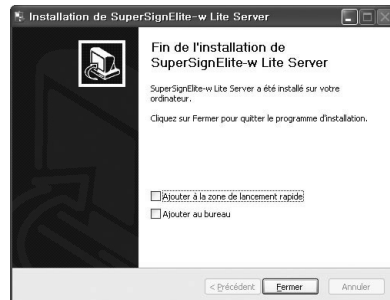 Installation de SuperSignElite-w Lite Server
Fin de l'installation de
SuperSignElite-w Lite Server
SuperSignElite-w Lite Server a été installé sur votre
ordinateur.
Cliquez sur Fermer pour quitter le programme d'installation.
Ajouter à la zone de lancement rapide
Ajouter au bureau
< Précédent
Fermer
Annuler